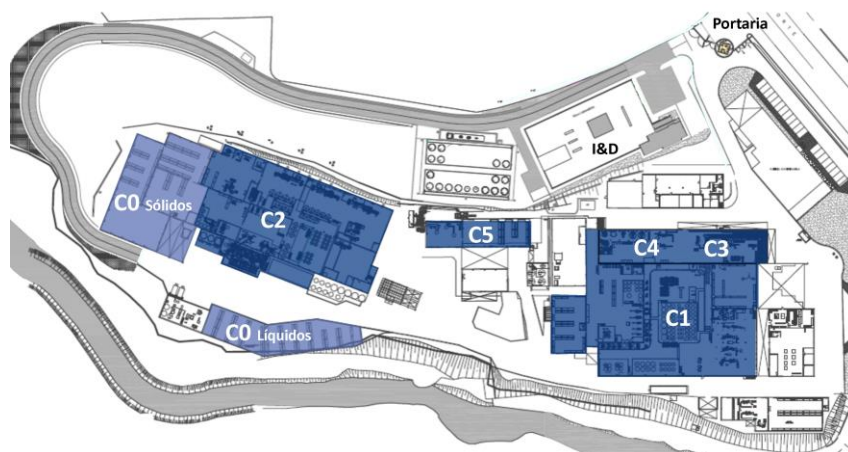 Portaria
I&D
C0 Sólidos
C2
C5
C4
C3
C1
C0 Líquidos